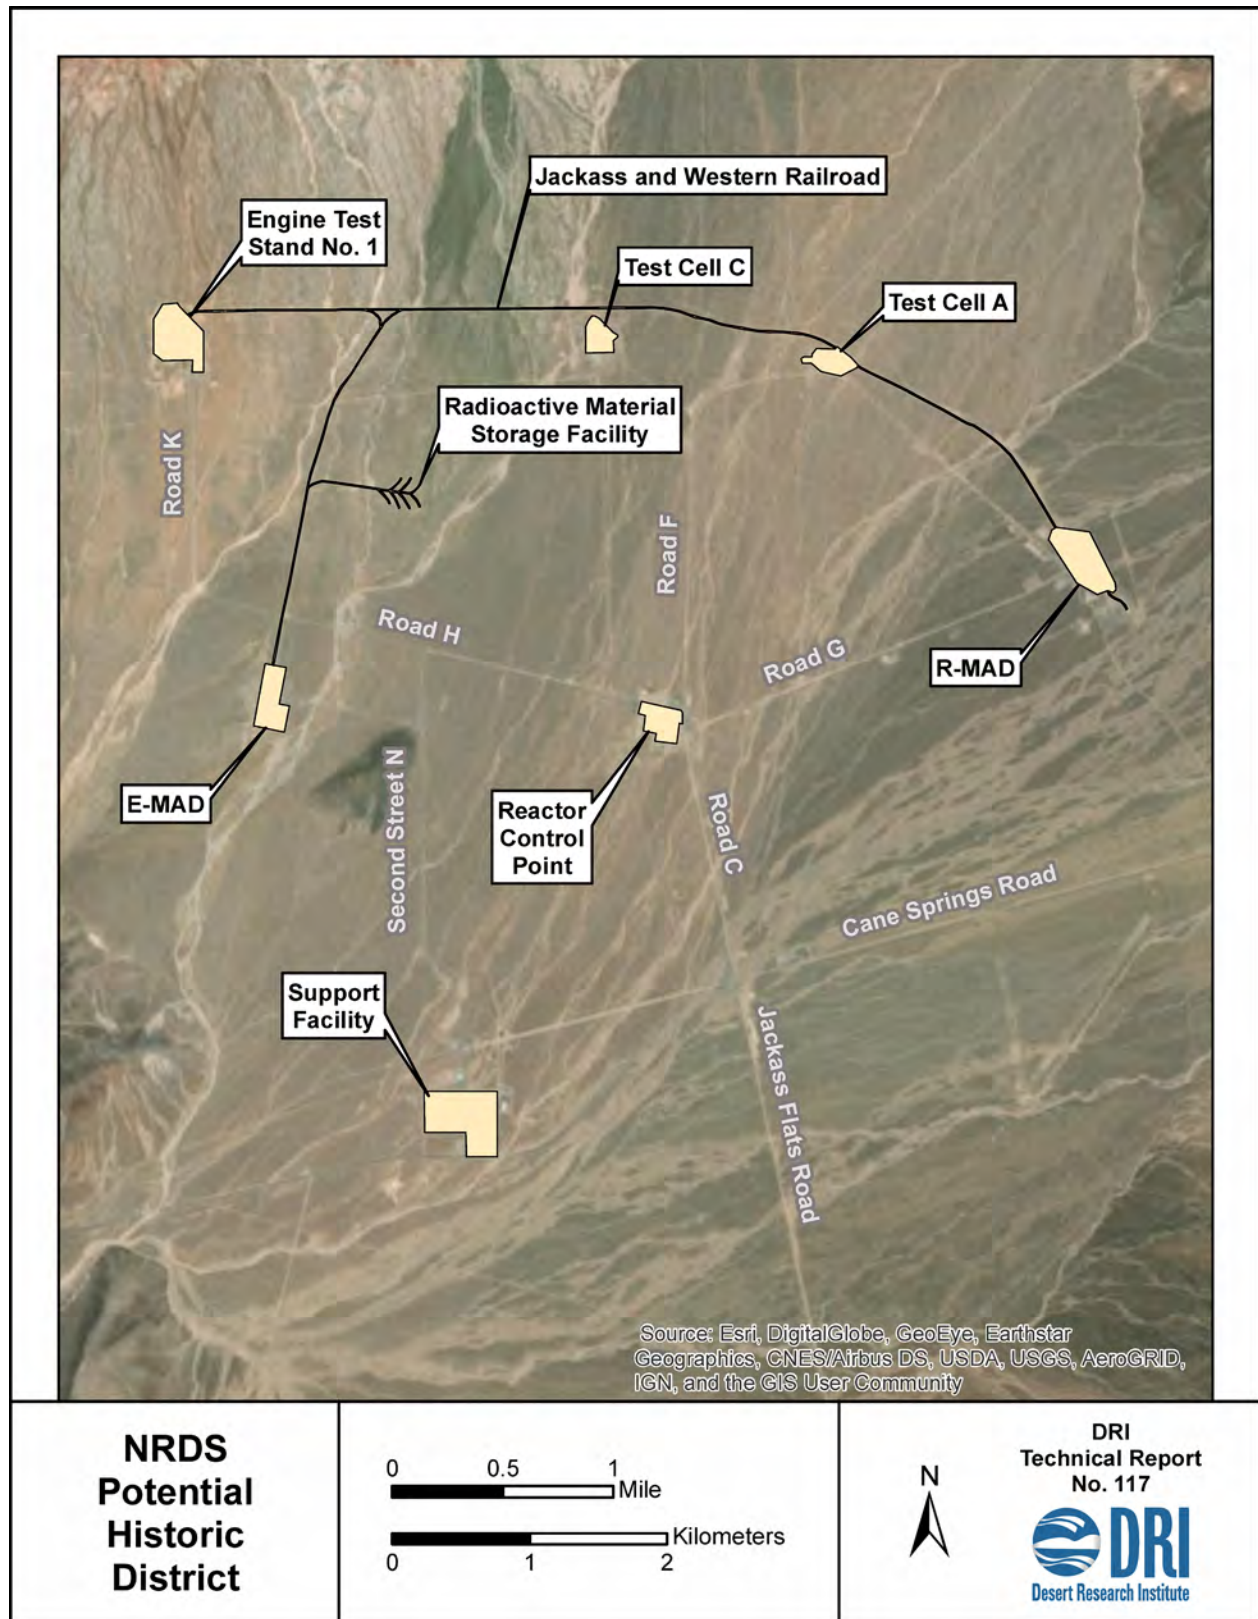 Jackass and Western Railroad
Engine Test
Stand No. 1
Test Cell C
Test Cell A
Radioactive Material
Storage Facility
Road K
Road F
Road H
Road G
R-MAD
E-MAD
Second Street N
Reactor
Control
Point
Road C
Cane Springs Road
Support
Facility
Jackass Flats Road
Source: Esri, DigitalGlobe, GeoEye, Earthstar
Geographics, CNES/Airbus DS, USDA, USGS, AeroGRID,
IGN, and the GIS User Community
NRDS
Potential
Historic
District
0 0.5 1
Mile
Kilometers
0 1 2
N
DRI
Technical Report
No. 117
DRI
Desert Research Institute